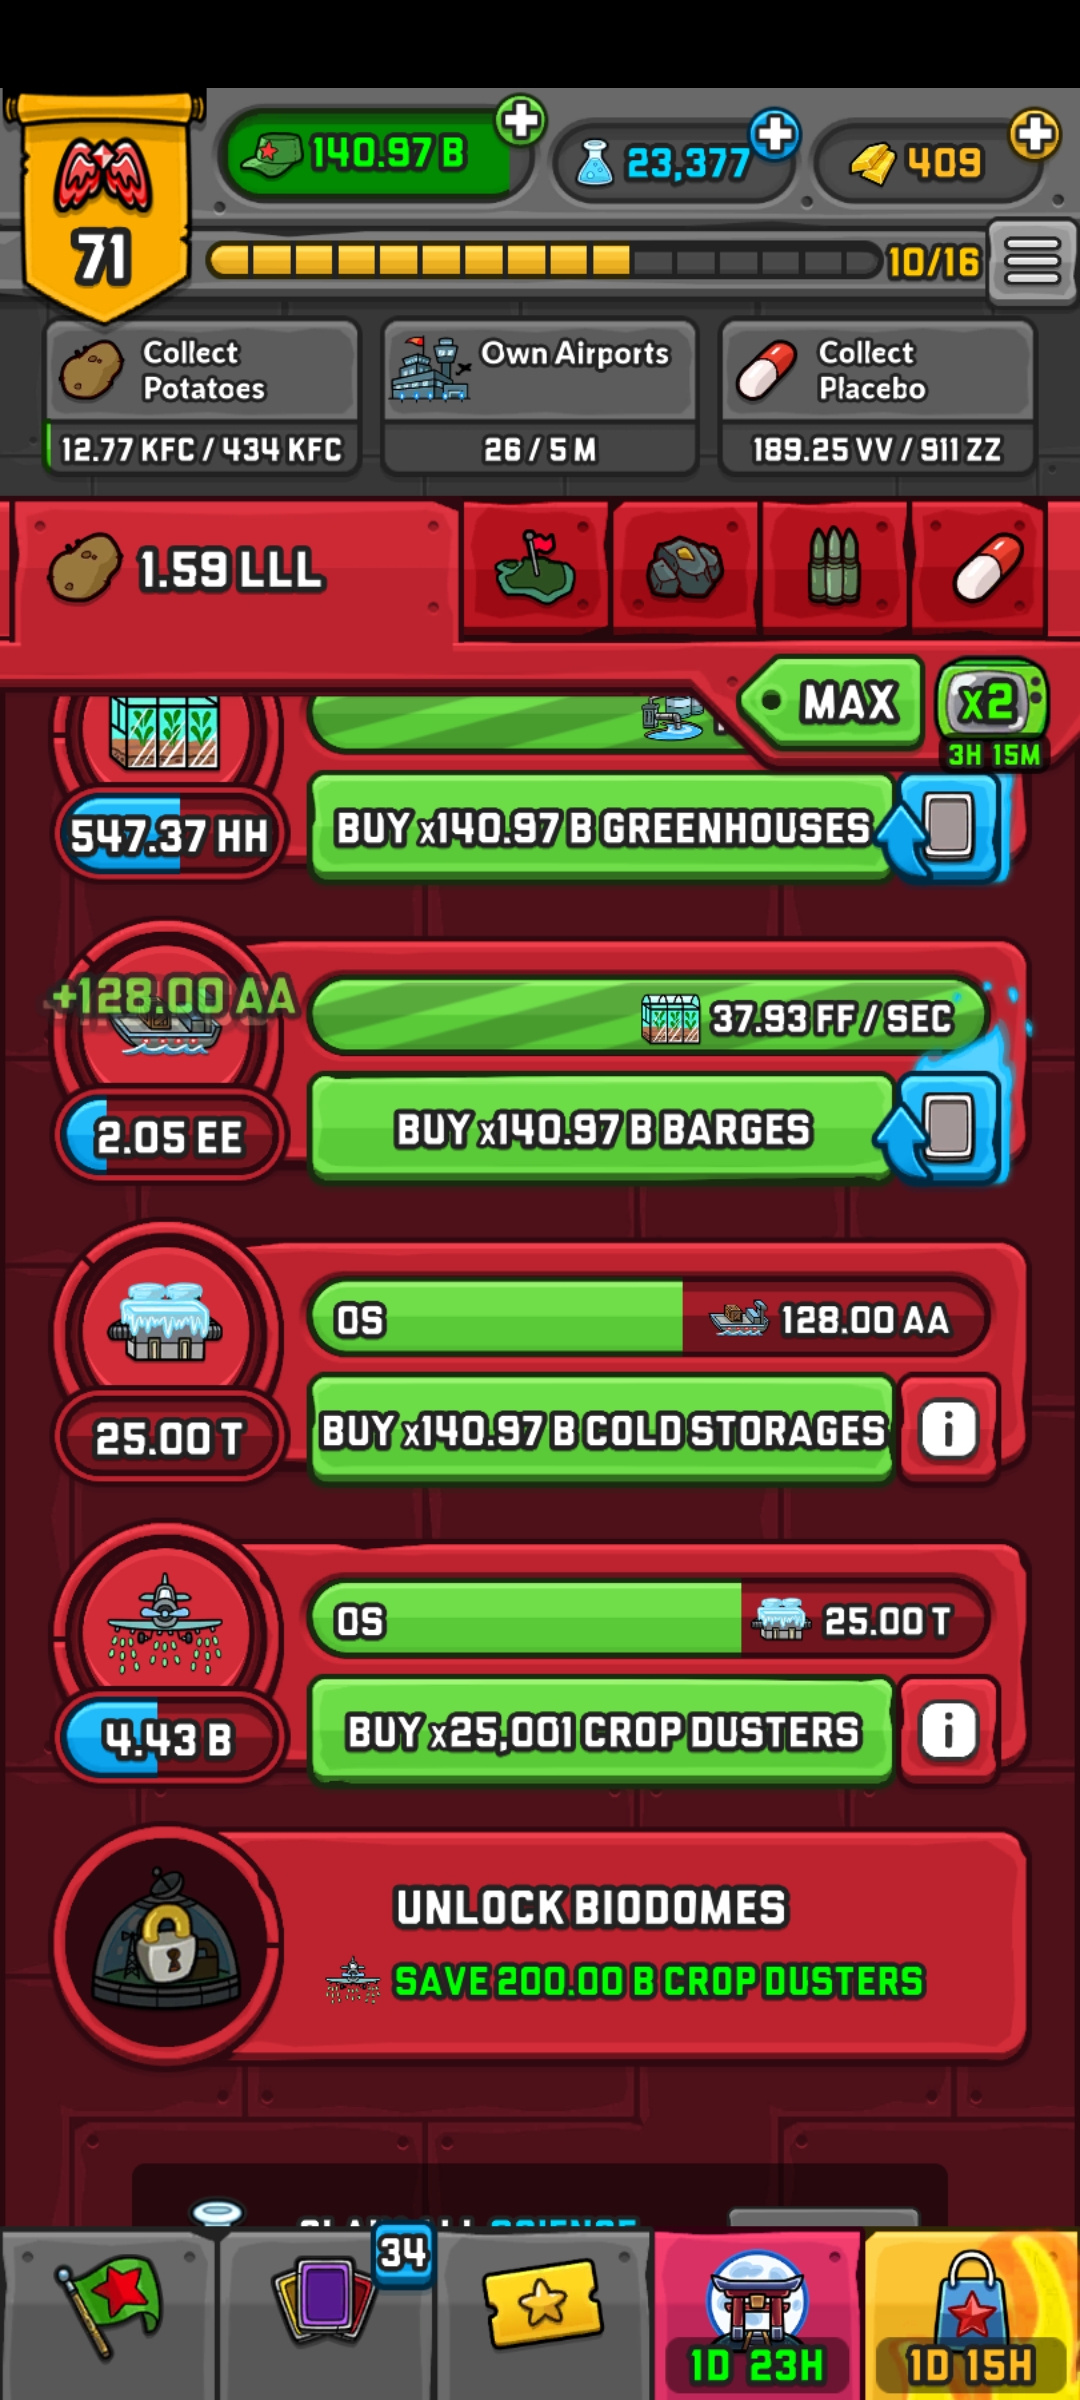 140.97 B
23,377
409
71
10/16
Collect
Potatoes
Own Airports
Collect
Placebo
12.77 KFC / 434 KFC
26 / 5 M
189.25 VV / 911 ZZ
1.59 LLL
MAX
x2
3H 15M
547.37 HH
BUY x140.97 B GREENHOUSES
+128.00 AA
37.93 FF / SEC
2.05 EE
BUY x140.97 B BARGES
0S
128.00 AA
25.00 T
BUY x140.97 B COLD STORAGES
i
0S
25.00 T
4.43 B
BUY x25,001 CROP DUSTERS
i
UNLOCK BIODOMES
SAVE 200.00 B CROP DUSTERS
34
1D 23H
1D 15H